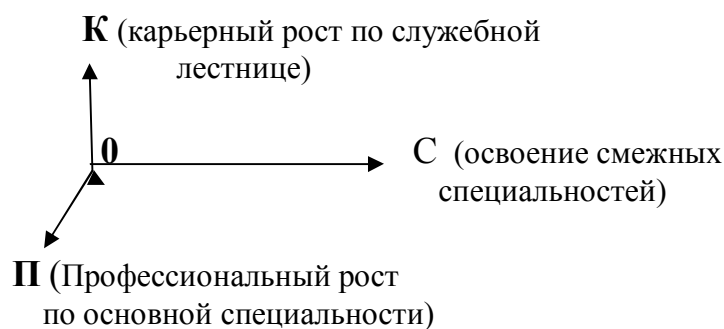 К (карьерный рост по служебной
лестнице)
0
С (освоение смежных
специальностей)
П (Профессиональный рост
по основной специальности)